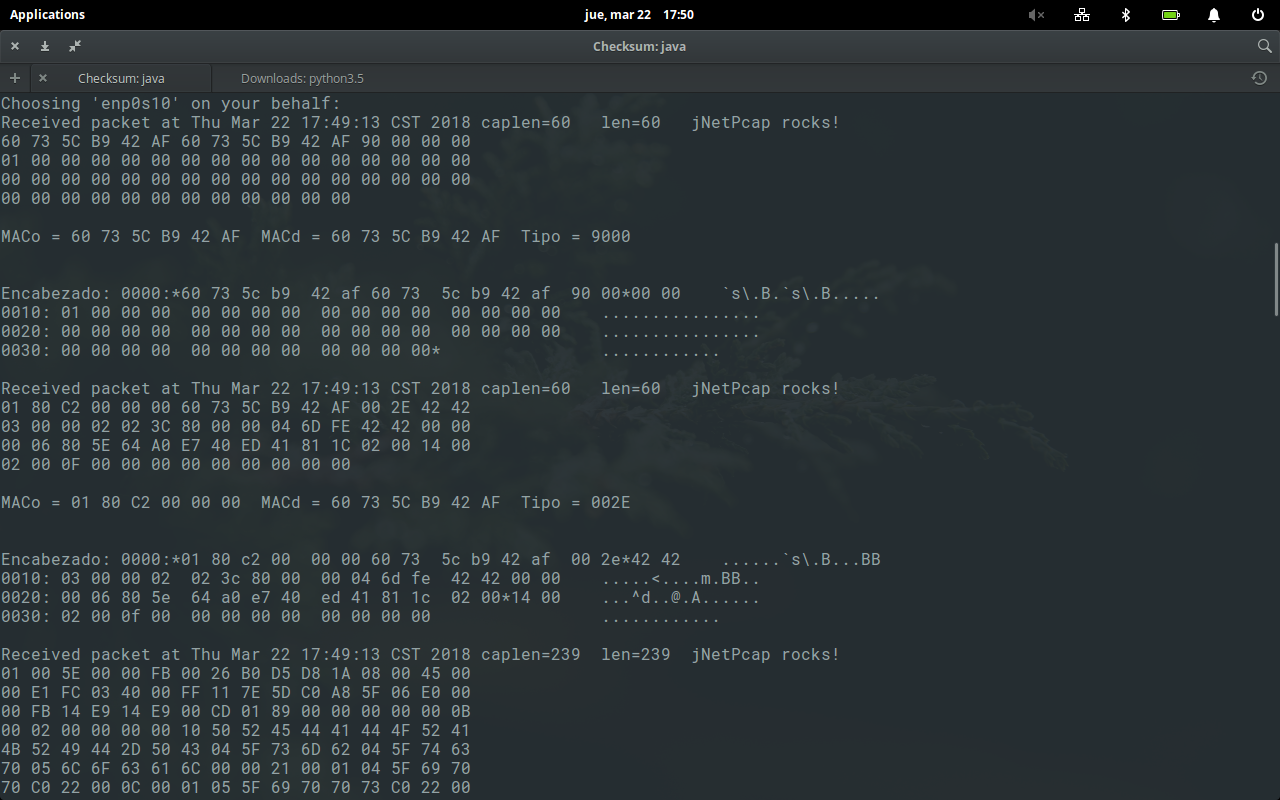 Applications jue, mar 22 17:50
Checksum: java
Checksum: java Downloads: python3.5
Choosing 'enp0s10' on your behalf:
Received packet at Thu Mar 22 17:49:13 CST 2018 caplen=60 len=60 jNetPcap rocks!
60 73 5C B9 42 AF 60 73 5C B9 42 AF 90 00 00 00
01 00 00 00 00 00 00 00 00 00 00 00 00 00 00 00
00 00 00 00 00 00 00 00 00 00 00 00 00 00 00 00
00 00 00 00 00 00 00 00 00 00 00 00
MACo = 60 73 5C B9 42 AF MACd = 60 73 5C B9 42 AF Tipo = 9000
Encabezado: 0000:*60 73 5c b9 42 af 60 73 5c b9 42 af 90 00*00 00 `s\.B.`s\.B.....
0010: 01 00 00 00 00 00 00 00 00 00 00 00 00 00 00 00 ................
0020: 00 00 00 00 00 00 00 00 00 00 00 00 00 00 00 00 ................
0030: 00 00 00 00 00 00 00 00 00 00 00 00* ............
Received packet at Thu Mar 22 17:49:13 CST 2018 caplen=60 len=60 jNetPcap rocks!
01 80 C2 00 00 00 60 73 5C B9 42 AF 00 2E 42 42
03 00 00 02 02 3C 80 00 00 04 6D FE 42 42 00 00
00 06 80 5E 64 A0 E7 40 ED 41 81 1C 02 00 14 00
02 00 0F 00 00 00 00 00 00 00 00 00
MACo = 01 80 C2 00 00 00 MACd = 60 73 5C B9 42 AF Tipo = 002E
Encabezado: 0000:*01 80 c2 00 00 00 60 73 5c b9 42 af 00 2e*42 42 ......`s\.B...BB
0010: 03 00 00 02 02 3c 80 00 00 04 6d fe 42 42 00 00 .....<....m.BB..
0020: 00 06 80 5e 64 a0 e7 40 ed 41 81 1c 02 00*14 00 ...^d..@.A......
0030: 02 00 0f 00 00 00 00 00 00 00 00 00 ............
Received packet at Thu Mar 22 17:49:13 CST 2018 caplen=239 len=239 jNetPcap rocks!
01 00 5E 00 00 FB 00 26 B0 D5 D8 1A 08 00 45 00
00 E1 FC 03 40 00 FF 11 7E 5D C0 A8 5F 06 E0 00
00 FB 14 E9 14 E9 00 CD 01 89 00 00 00 00 00 0B
00 02 00 00 00 00 10 50 52 45 44 41 44 4F 52 41
4B 52 49 44 2D 50 43 04 5F 73 6D 62 04 5F 74 63
70 05 6C 6F 63 61 6C 00 00 21 00 01 04 5F 69 70
70 C0 22 00 0C 00 01 05 5F 69 70 70 73 C0 22 00